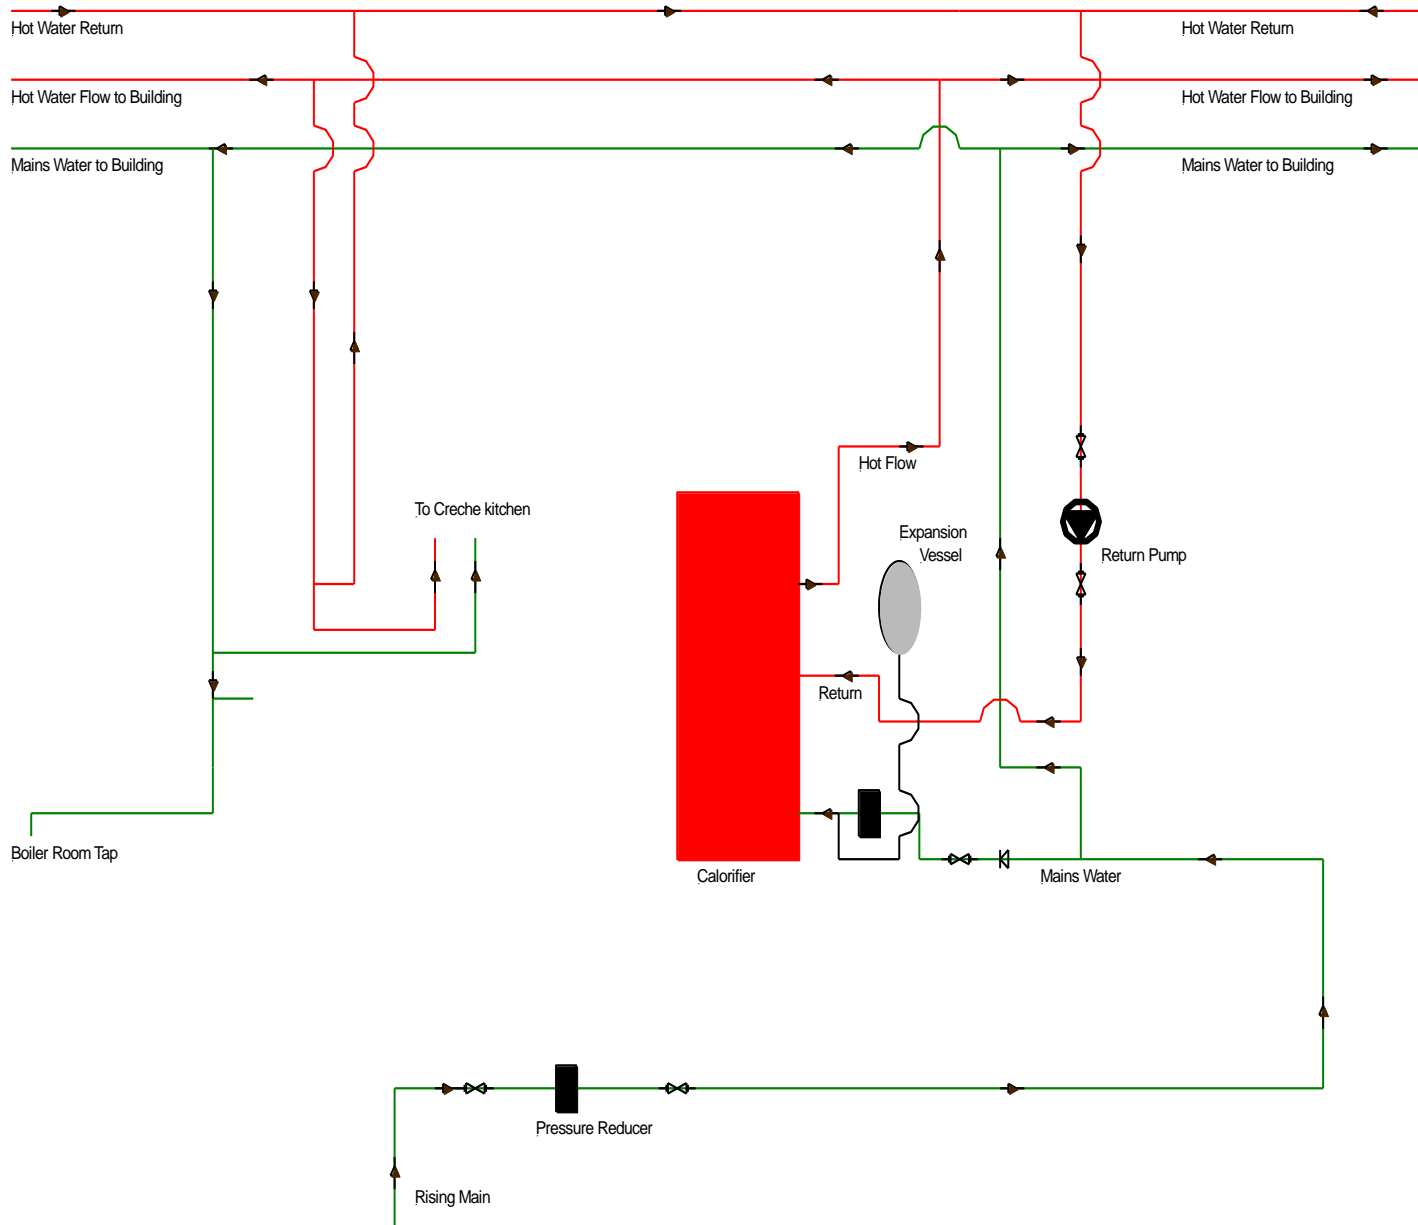 Hot Water Return
Hot Water Return
Hot Water Flow to Building
Hot Water Flow to Building
Mains Water to Building
Mains Water to Building
Hot Flow
To Creche kitchen
Expansion
Vessel
Return Pump
Return
Boiler Room Tap
Calorifier
Mains Water
Pressure Reducer
Rising Main